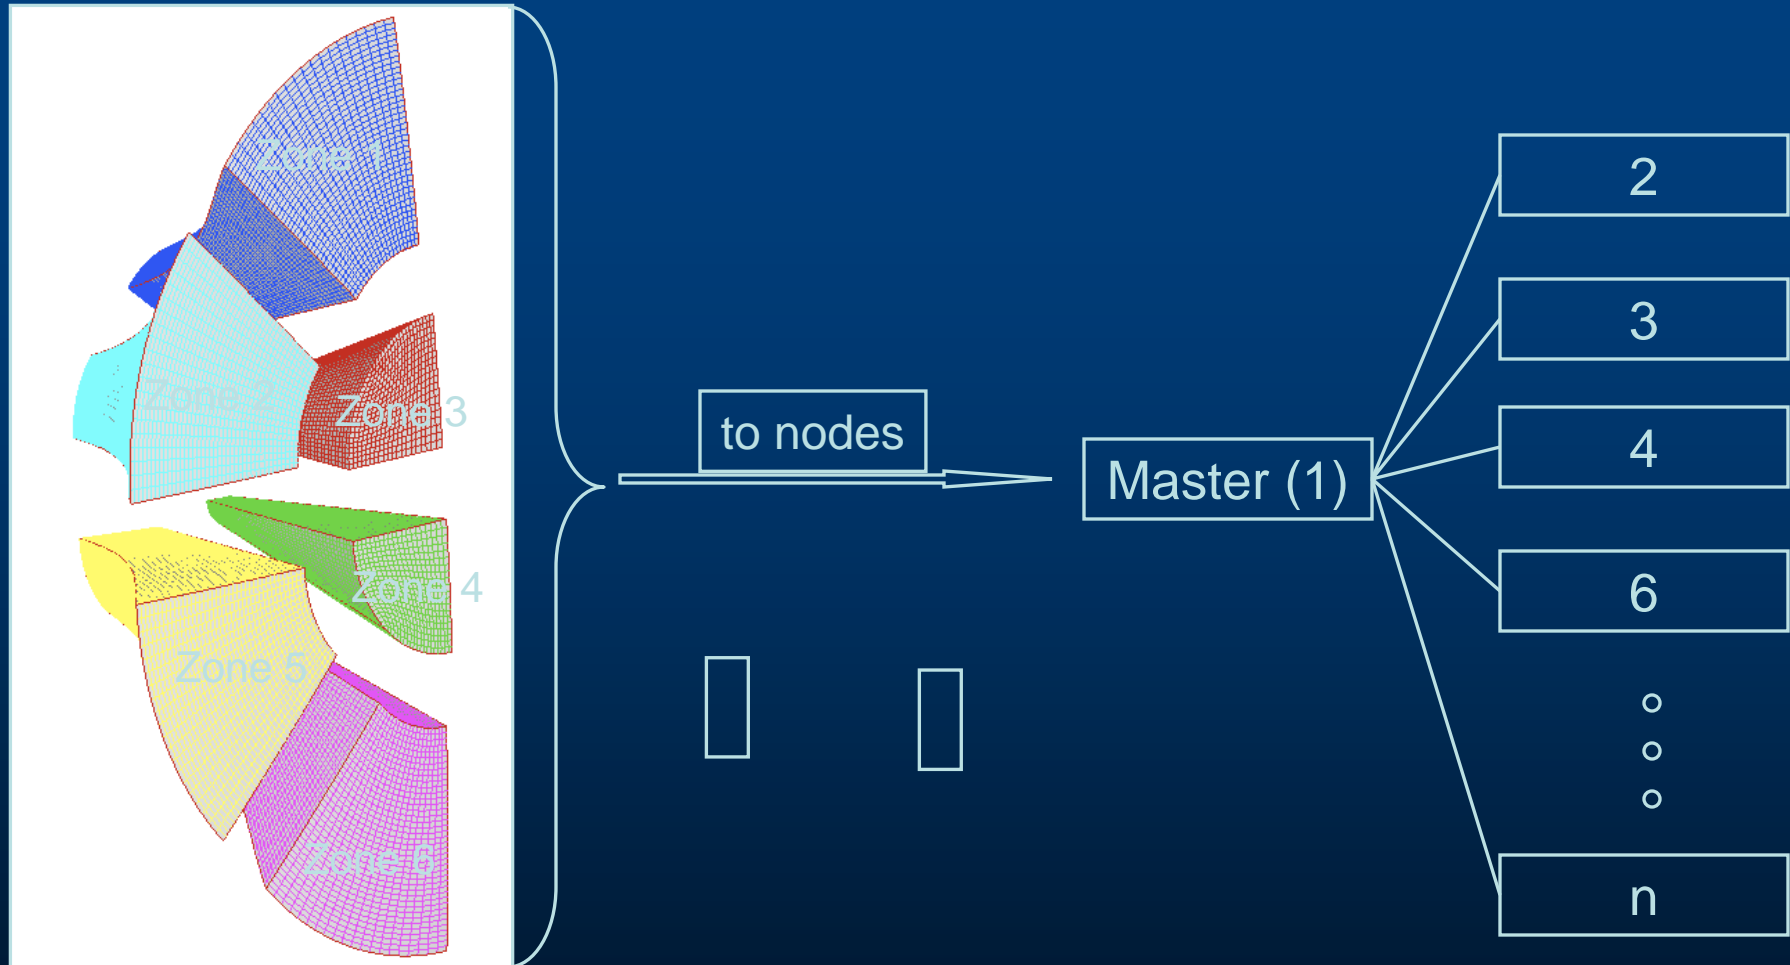 Zone 1
Zone 2
Zone 3
Zone 4
Zone 5
Zone 6
to nodes
Master (1)
2
3
4
6
n